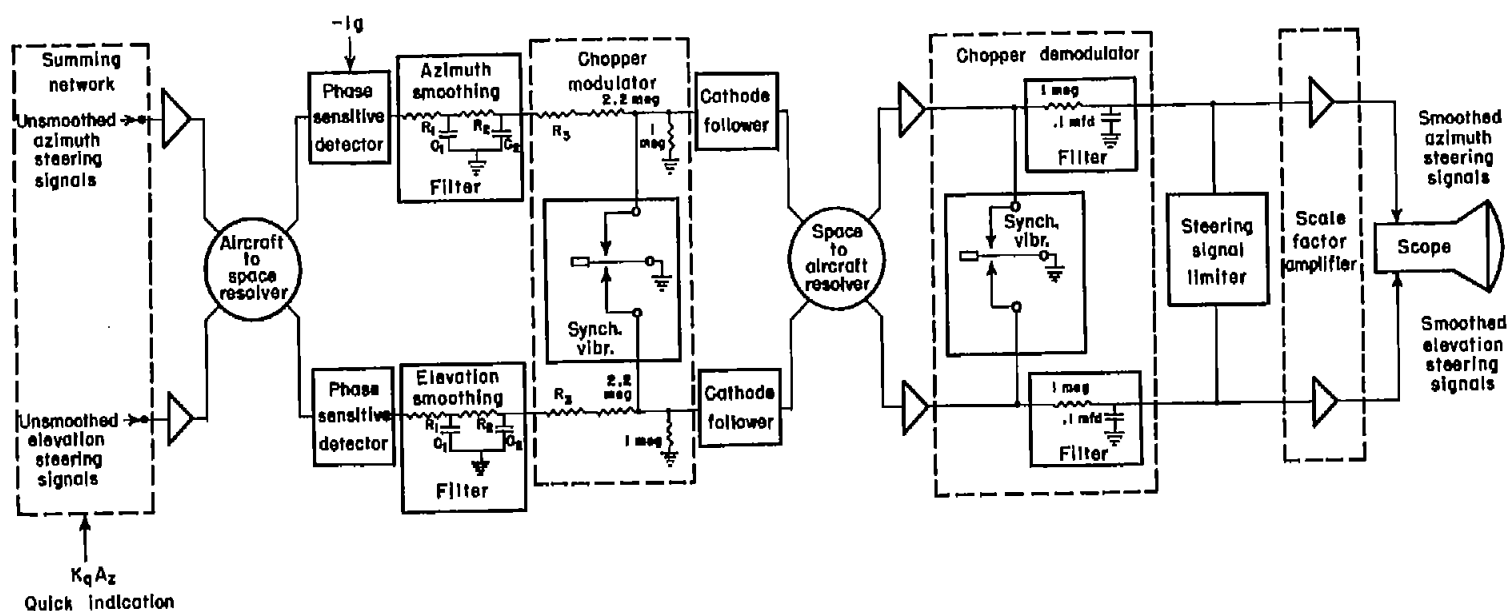 -1g
Summing
network
Unsmoothed
azimuth
steering
signals
Unsmoothed
elevation
steering
signals
KqAz
Quick indication
Aircraft
to
space
resolver
Phase
sensitive
detector
Azimuth
smoothing
R1
R2
C1
C2
Filter
Phase
sensitive
detector
Elevation
smoothing
R1
R2
C1
C2
Filter
Chopper
modulator
2.2 meg
R3
1
meg
Synch.
vibr.
2.2
meg
R3
1 meg
Cathode
follower
Cathode
follower
Space
to
aircraft
resolver
Chopper demodulator
1 meg
.1 mfd
Filter
Synch.
vibr.
1 meg
.1 mfd
Filter
Steering
signal
limiter
Scale
factor
amplifier
Smoothed
azimuth
steering
signals
Scope
Smoothed
elevation
steering
signals